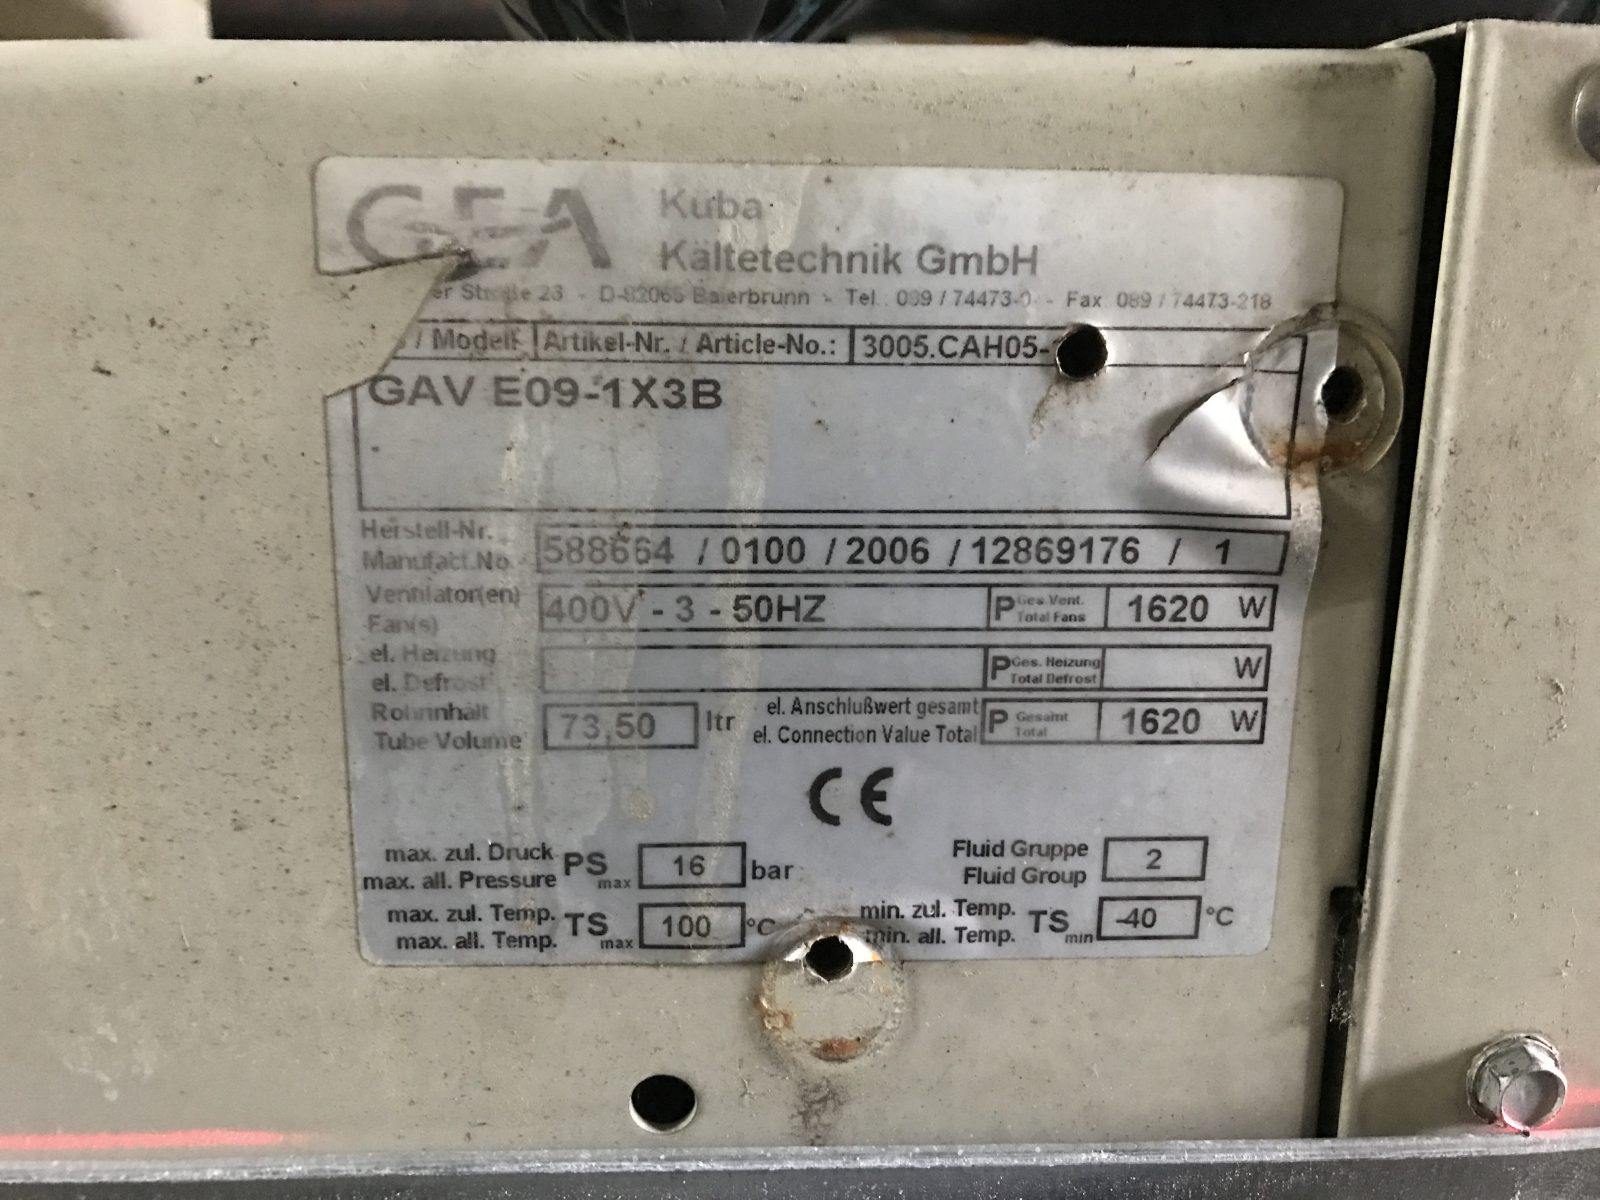 GEA Küba
Kältetechnik GmbH
er Straße 23 - D-82065 Baierbrunn - Tel.: 089 / 74473-0 - Fax: 089 / 74473-218
/ Modell: Artikel-Nr. / Article-No.: 3005.CAH05-
GAV E09-1X3B
Herstell-Nr.
Manufact.No. 588664 / 0100 / 2006 / 12869176 / 1
Ventilator(en)
Fan(s) 400V - 3 - 50HZ P Ges.Vent. Total Fans 1620 W
el. Heizung
el. Defrost P Ges. Heizung Total Defrost W
Rohrinhalt
Tube Volume 73,50 ltr
el. Anschlußwert gesamt
el. Connection Value Total P Gesamt Total 1620 W
CE
max. zul. Druck
max. all. Pressure PS max 16 bar
Fluid Gruppe
Fluid Group 2
max. zul. Temp.
max. all. Temp. TS max 100 °C
min. zul. Temp.
min. all. Temp. TS min -40 °C